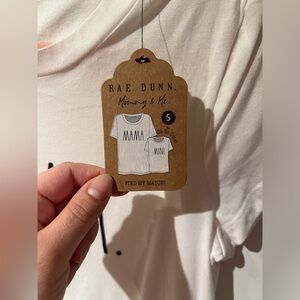 RAE DUNN.
Mommy & Me
S
MAMA
MINI
FIND MY MATCH!